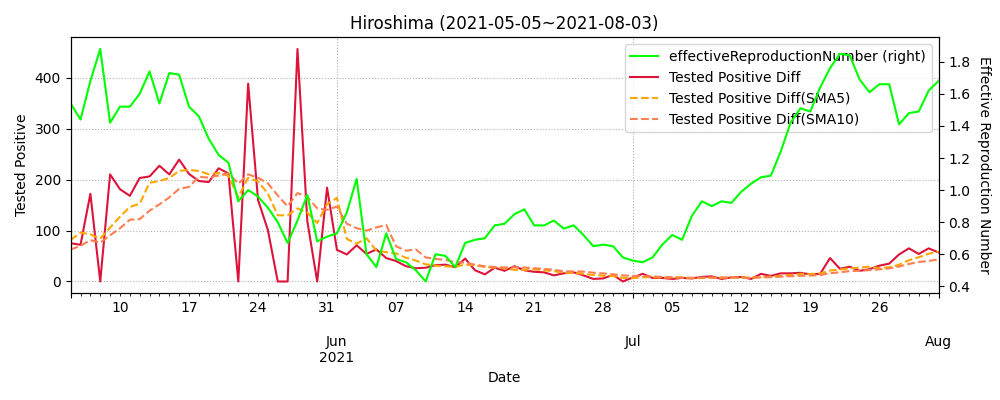 Hiroshima (2021-05-05~2021-08-03)
effectiveReproductionNumber (right)
Tested Positive Diff
Tested Positive Diff(SMA5)
Tested Positive Diff(SMA10)
Tested Positive
400
300
200
100
0
Effective Reproduction Number
1.8
1.6
1.4
1.2
1.0
0.8
0.6
0.4
10 17 24 31 07 14 21 28 05 12 19 26
Jun Jul Aug
2021
Date